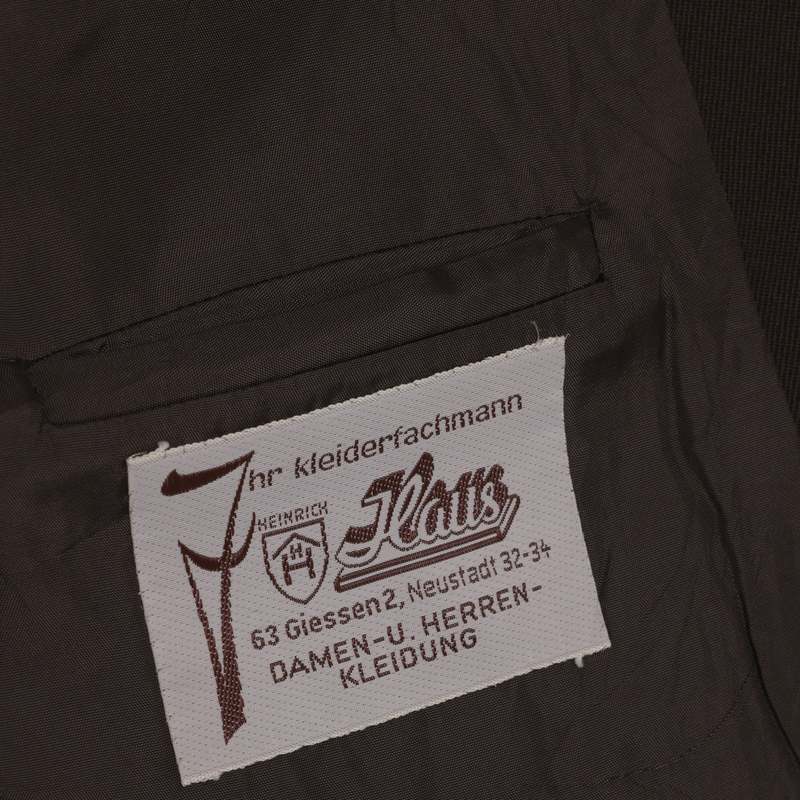 Ihr kleiderfachmann
HEINRICH
Haus
H
63 Giessen 2, Neustadt 32-34
DAMEN-U. HERREN-
KLEIDUNG